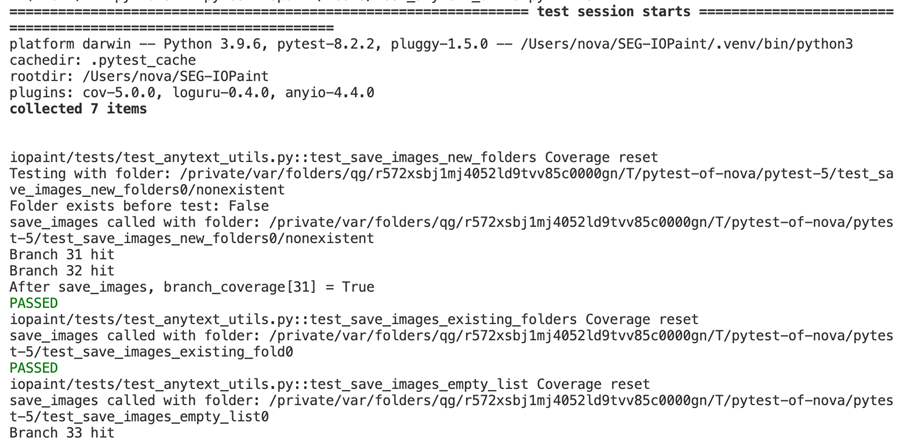 ============================================================ test session starts =======================
======================================
platform darwin -- Python 3.9.6, pytest-8.2.2, pluggy-1.5.0 -- /Users/nova/SEG-IOPaint/.venv/bin/python3
cachedir: .pytest_cache
rootdir: /Users/nova/SEG-IOPaint
plugins: cov-5.0.0, loguru-0.4.0, anyio-4.4.0
collected 7 items
iopaint/tests/test_anytext_utils.py::test_save_images_new_folders Coverage reset
Testing with folder: /private/var/folders/qg/r572xsbj1mj4052ld9tvv85c0000gn/T/pytest-of-nova/pytest-5/test_sa
ve_images_new_folders0/nonexistent
Folder exists before test: False
save_images called with folder: /private/var/folders/qg/r572xsbj1mj4052ld9tvv85c0000gn/T/pytest-of-nova/pytes
t-5/test_save_images_new_folders0/nonexistent
Branch 31 hit
Branch 32 hit
After save_images, branch_coverage[31] = True
PASSED
iopaint/tests/test_anytext_utils.py::test_save_images_existing_folders Coverage reset
save_images called with folder: /private/var/folders/qg/r572xsbj1mj4052ld9tvv85c0000gn/T/pytest-of-nova/pytes
t-5/test_save_images_existing_fold0
PASSED
iopaint/tests/test_anytext_utils.py::test_save_images_empty_list Coverage reset
save_images called with folder: /private/var/folders/qg/r572xsbj1mj4052ld9tvv85c0000gn/T/pytest-of-nova/pytes
t-5/test_save_images_empty_list0
Branch 33 hit